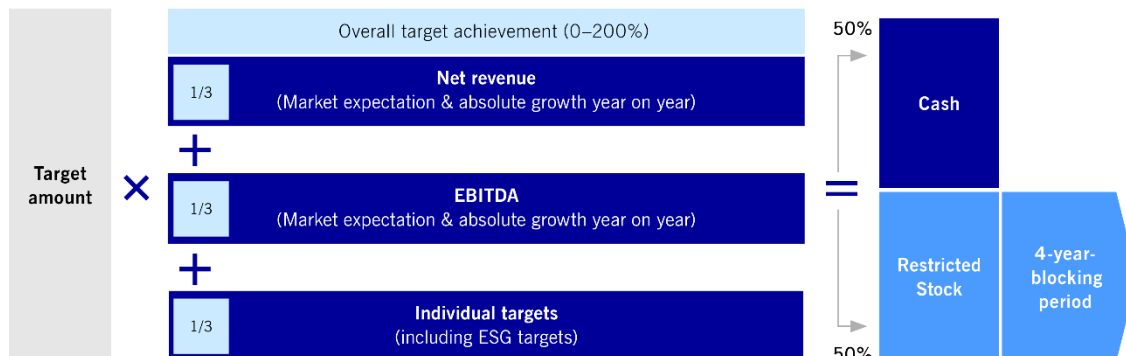 Overall target achievement (0–200%)
Target
amount
×
1/3
Net revenue
(Market expectation & absolute growth year on year)
+
1/3
EBITDA
(Market expectation & absolute growth year on year)
+
1/3
Individual targets
(including ESG targets)
=
50%
Cash
50%
Restricted
Stock
4-year-
blocking
period